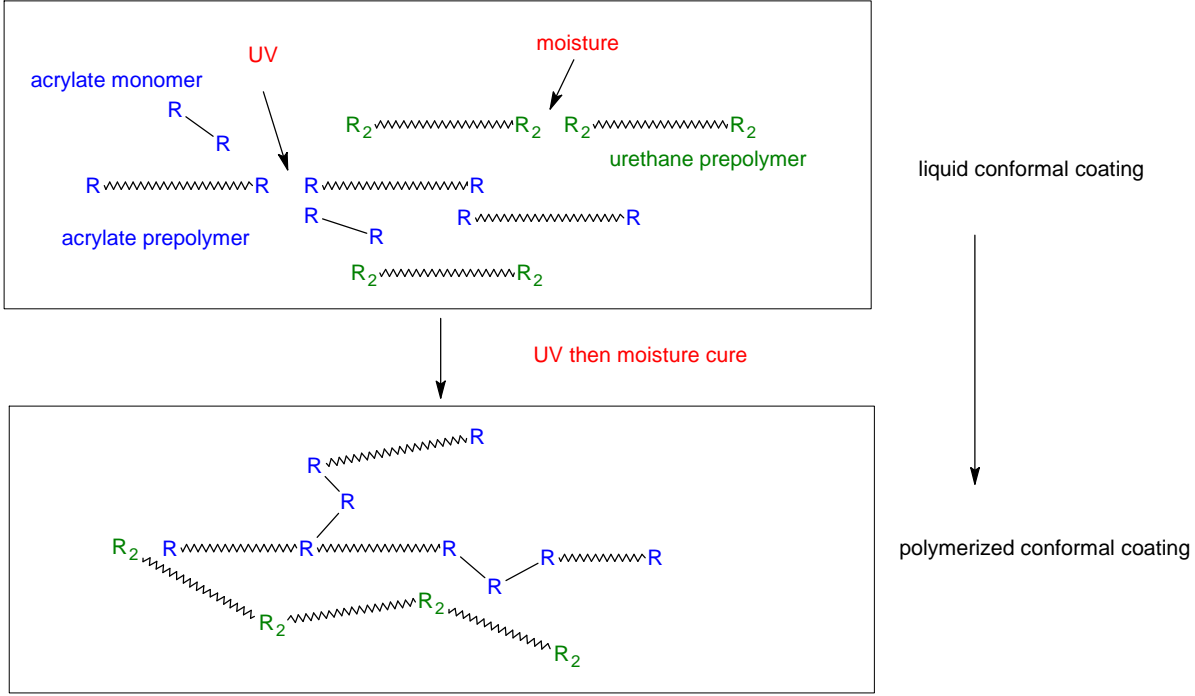 UV
moisture
acrylate monomer
R
R
R₂ R₂ R₂ R₂
urethane prepolymer
liquid conformal coating
R R R R
R R R
R
acrylate prepolymer
R₂ R₂
UV then moisture cure
R
R
R
R₂ R R R R R
R
polymerized conformal coating
R₂
R₂
R₂